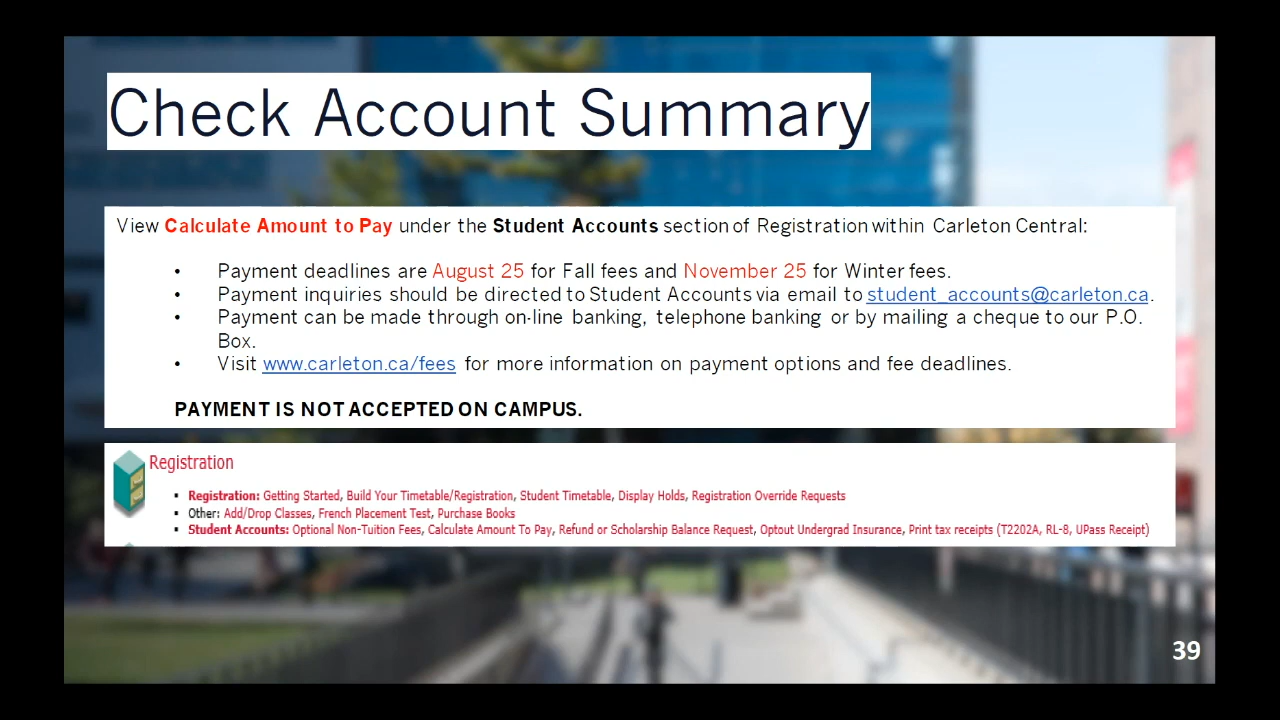 Check Account Summary
View Calculate Amount to Pay under the Student Accounts section of Registration within Carleton Central:
• Payment deadlines are August 25 for Fall fees and November 25 for Winter fees.
• Payment inquiries should be directed to Student Accounts via email to student_accounts@carleton.ca.
• Payment can be made through on-line banking, telephone banking or by mailing a cheque to our P.O.
Box.
• Visit www.carleton.ca/fees for more information on payment options and fee deadlines.
PAYMENT IS NOT ACCEPTED ON CAMPUS.
Registration
▪ Registration: Getting Started, Build Your Timetable/Registration, Student Timetable, Display Holds, Registration Override Requests
▪ Other: Add/Drop Classes, French Placement Test, Purchase Books
▪ Student Accounts: Optional Non-Tuition Fees, Calculate Amount To Pay, Refund or Scholarship Balance Request, Optout Undergrad Insurance, Print tax receipts (T2202A, RL-8, UPass Receipt)
39